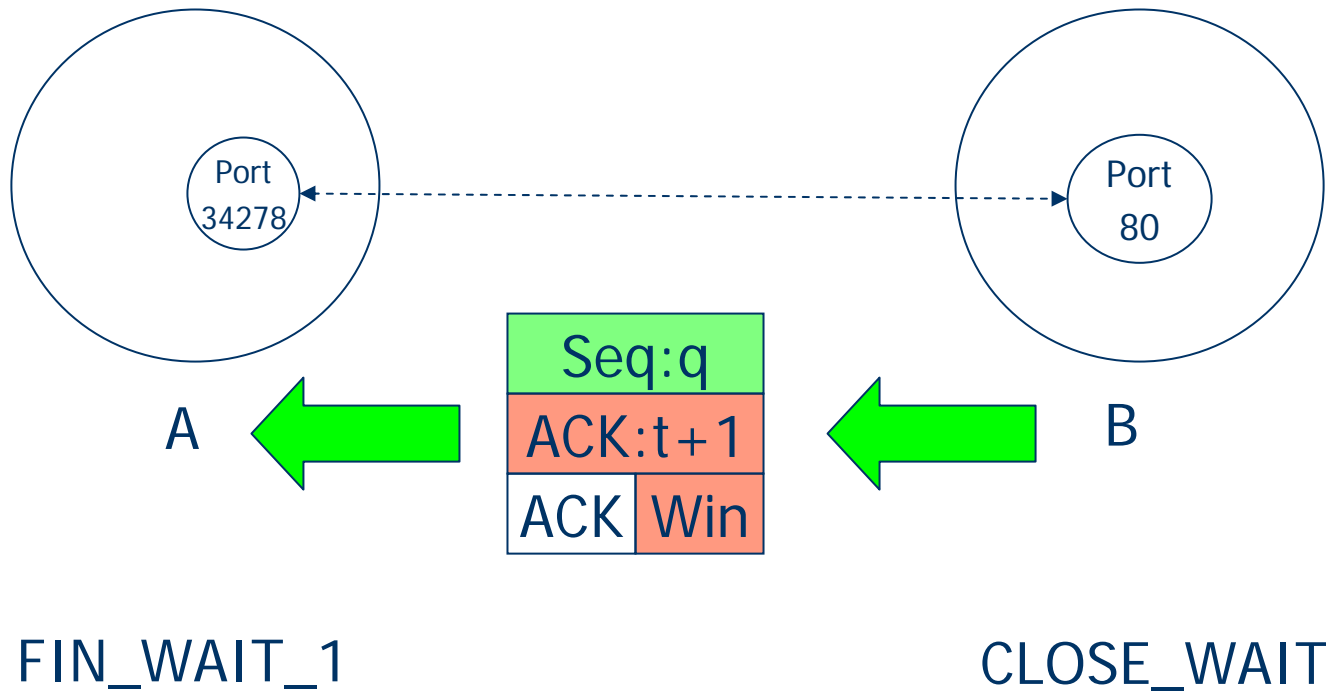 Port
34278
Port
80
Seq:q
ACK:t+1
ACK Win
A
B
FIN_WAIT_1
CLOSE_WAIT